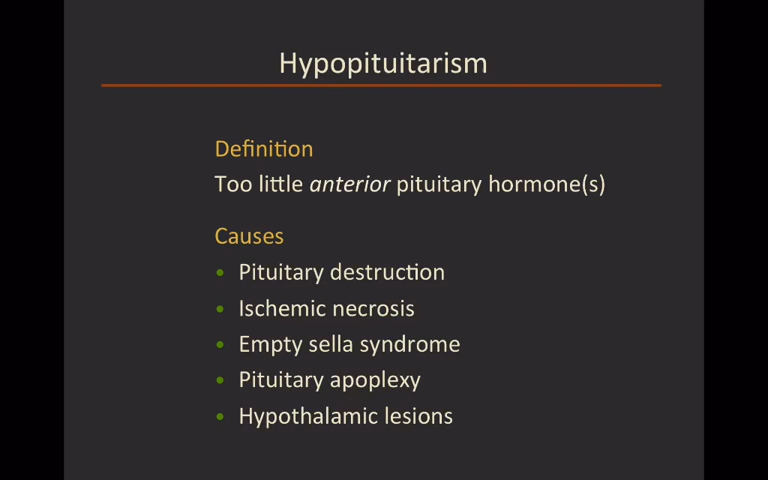 Hypopituitarism
Definition
Too little anterior pituitary hormone(s)
Causes
• Pituitary destruction
• Ischemic necrosis
• Empty sella syndrome
• Pituitary apoplexy
• Hypothalamic lesions